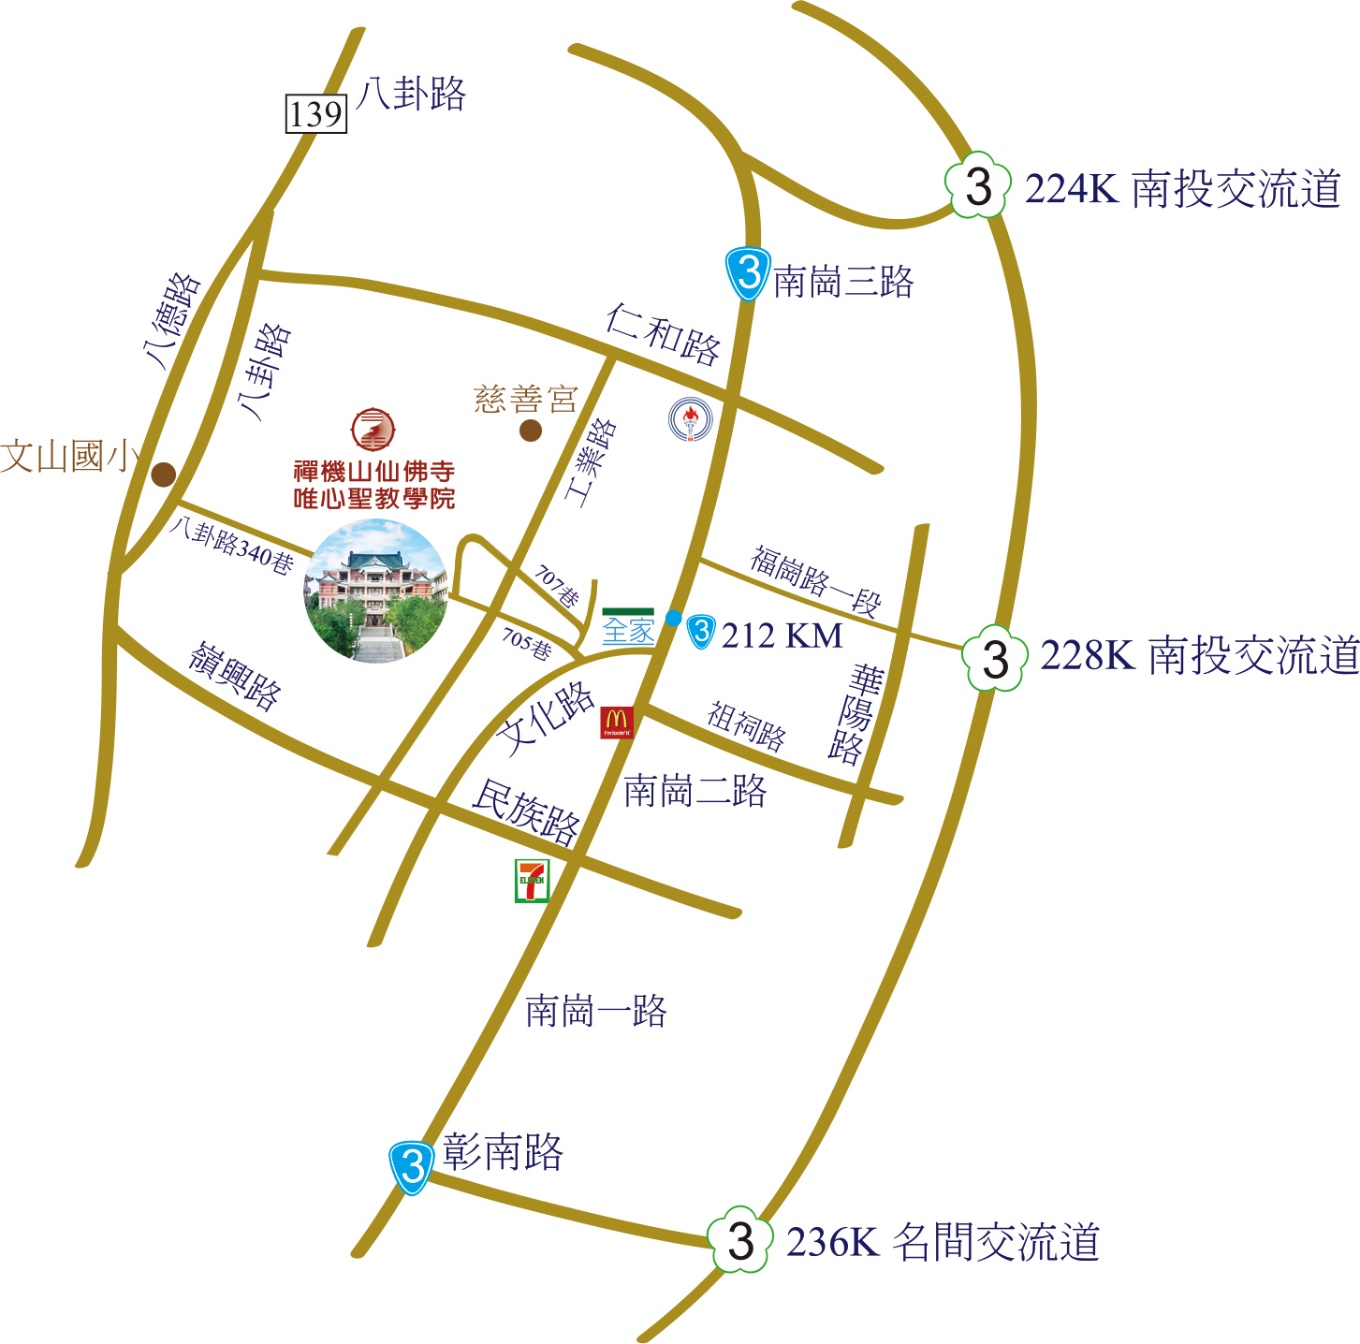 八卦路
139
3
224K 南投交流道
3
南崗三路
八德路
八卦路
仁和路
慈善宮
工業路
文山國小
禪機山仙佛寺
唯心聖教學院
八卦路340巷
707巷
705巷
福崗路一段
全家
3
212 KM
3
228K 南投交流道
嶺興路
文化路
華陽路
祖祠路
M
i'm lovin' it
南崗二路
民族路
7
ELEVEN
南崗一路
3
彰南路
3
236K 名間交流道